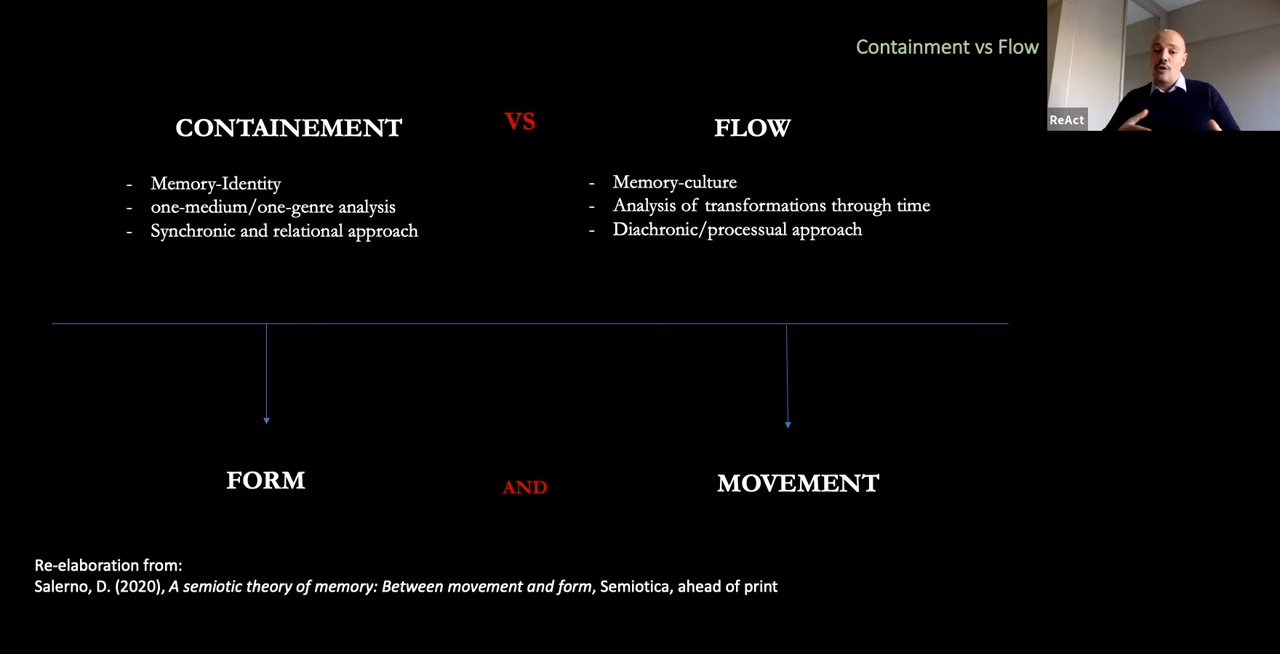 Containment vs Flow
ReAct
CONTAINEMENT VS FLOW
- Memory-Identity
- one-medium/one-genre analysis
- Synchronic and relational approach
- Memory-culture
- Analysis of transformations through time
- Diachronic/processual approach
FORM AND MOVEMENT
Re-elaboration from:
Salerno, D. (2020), A semiotic theory of memory: Between movement and form, Semiotica, ahead of print